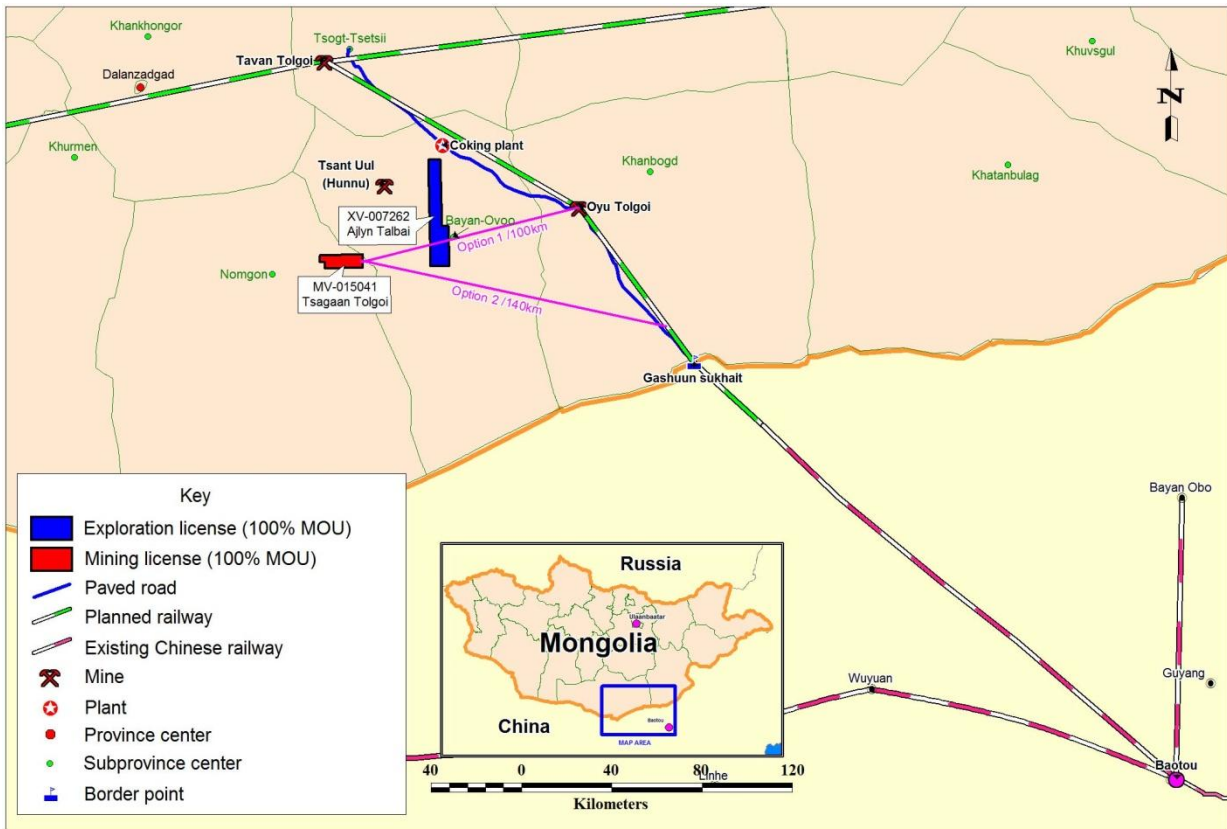 Khankhongor
Tsogt-Tsetsii
Khuvsgul
Tavan Tolgoi
Dalanzadgad
N
Coking plant
Khurmen
Tsant Uul
(Hunnu)
Khanbogd
Khatanbulag
XV-007262
Ajlyn Talbai
Oyu Tolgoi
Bayan-Ovoo
Option 1 /100km
Nomgon
MV-015041
Tsagaan Tolgoi
Option 2 /140km
Gashuun sukhait
Key
Exploration license (100% MOU)
Mining license (100% MOU)
Paved road
Planned railway
Existing Chinese railway
Mine
Plant
Province center
Subprovince center
Border point
Russia
Ulaanbaatar
Mongolia
China
Baotou
MAP AREA
Bayan Obo
Wuyuan
Guyang
Baotou
Linhe
40 0 40 80 120
Kilometers